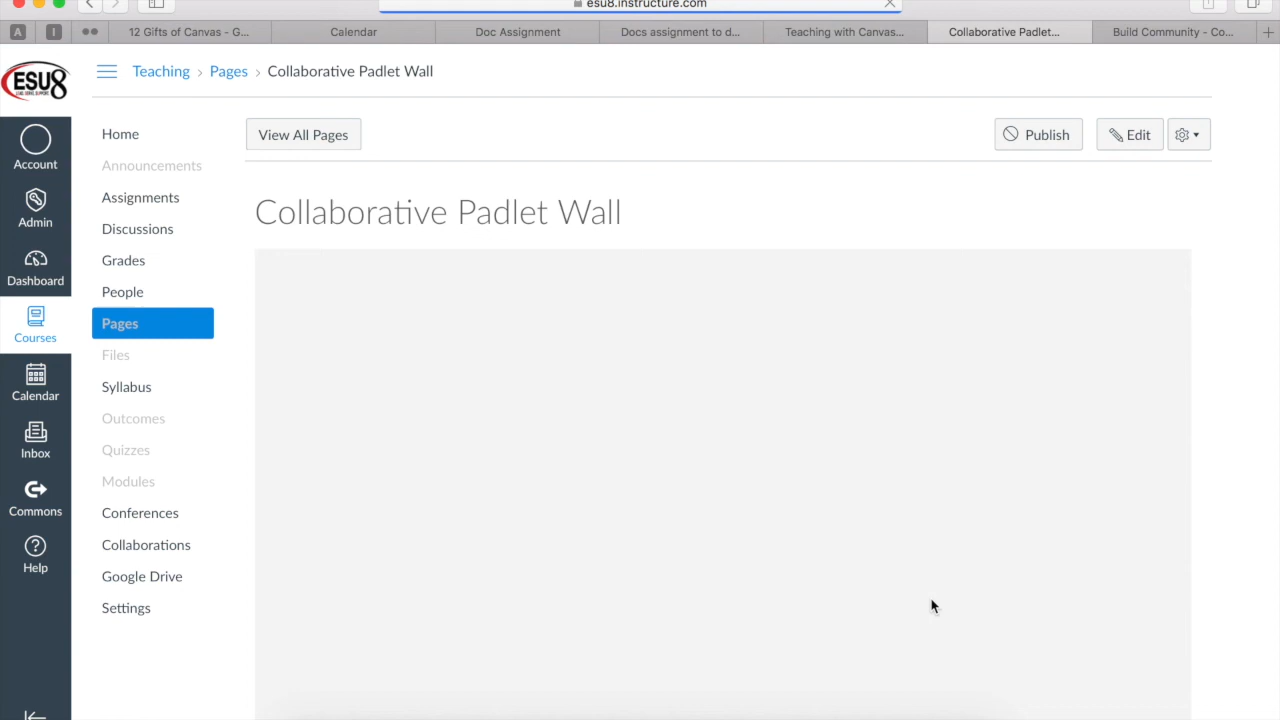 esu8.instructure.com
A
I
12 Gifts of Canvas - G...
Calendar
Doc Assignment
Docs assignment to d...
Teaching with Canvas...
Collaborative Padlet...
Build Community - Co...
ESU8
Teaching › Pages › Collaborative Padlet Wall
Account
Admin
Dashboard
Courses
Calendar
Inbox
Commons
Help
Home
Announcements
Assignments
Discussions
Grades
People
Pages
Files
Syllabus
Outcomes
Quizzes
Modules
Conferences
Collaborations
Google Drive
Settings
View All Pages
Publish
Edit
Collaborative Padlet Wall